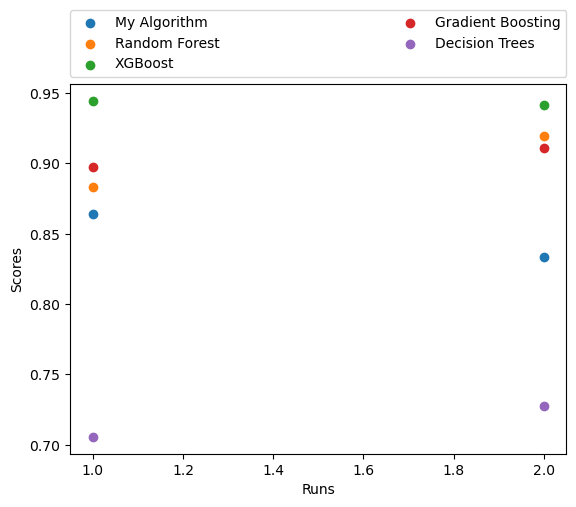 My Algorithm
Random Forest
XGBoost
Gradient Boosting
Decision Trees
0.95
0.90
0.85
0.80
0.75
0.70
Scores
1.0 1.2 1.4 1.6 1.8 2.0
Runs